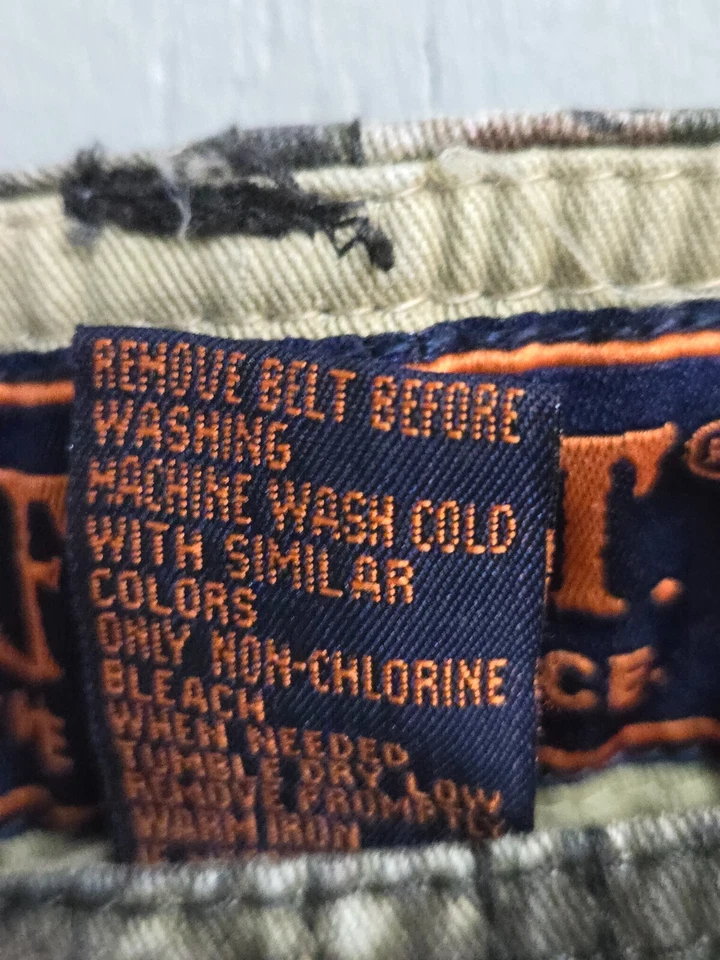 REMOVE BELT BEFORE
WASHING
MACHINE WASH COLD
WITH SIMILAR
COLORS
ONLY NON-CHLORINE
BLEACH
WHEN NEEDED
TUMBLE DRY LOW
REMOVE PROMPTLY
WARM IRON
T.
®
CE